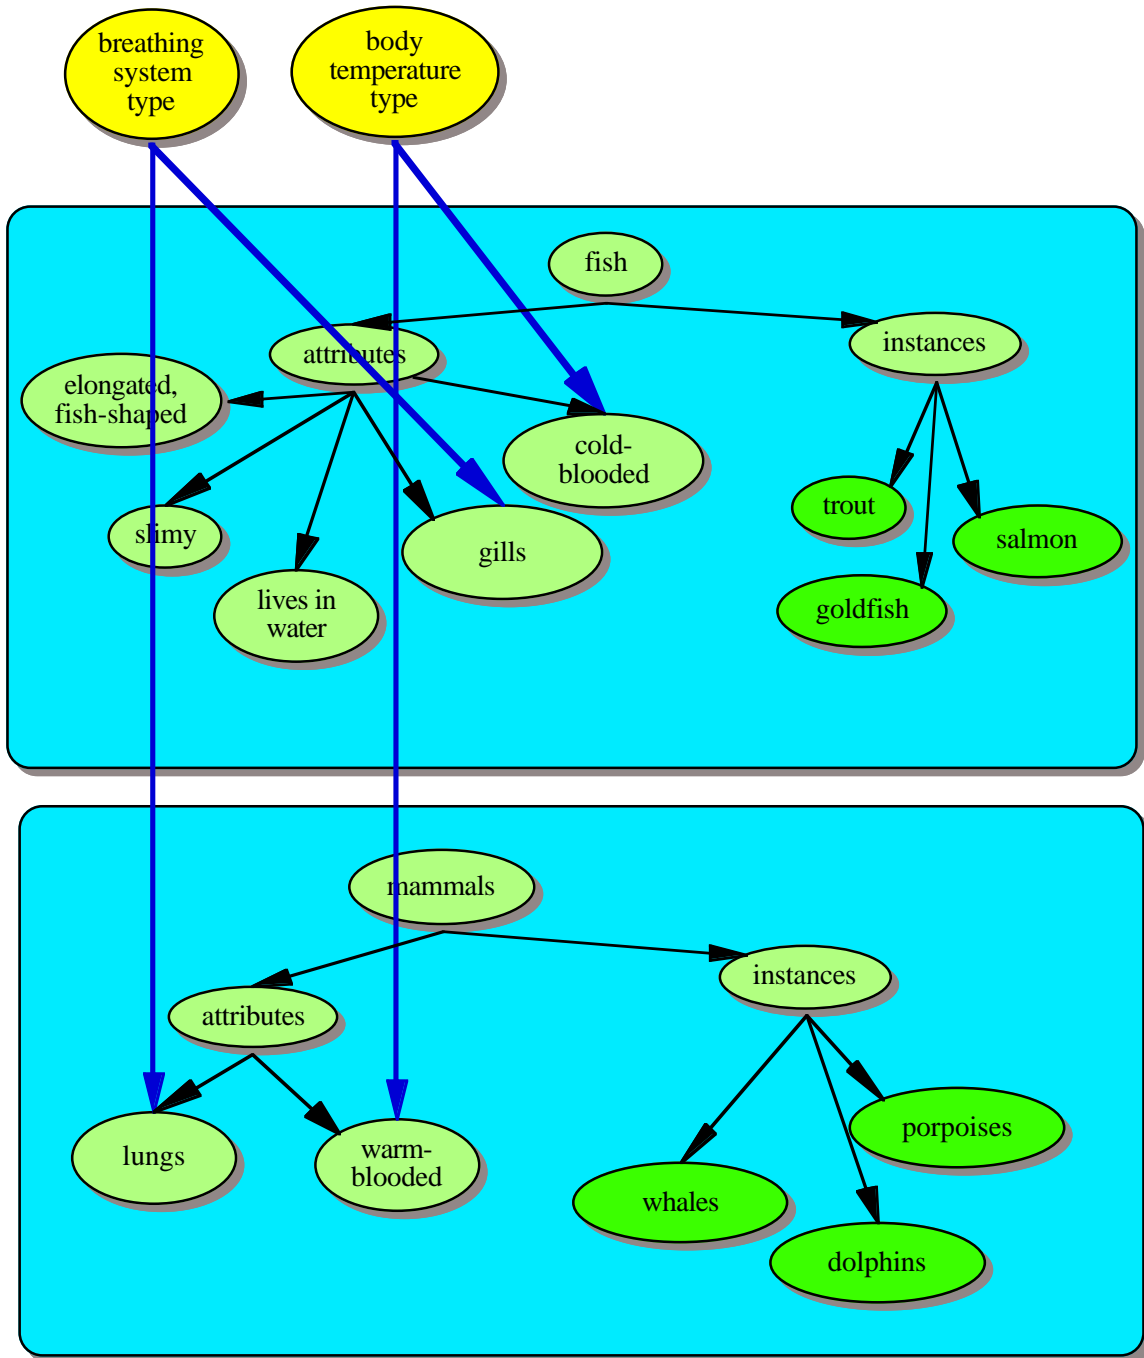 breathing
system
type
body
temperature
type
fish
attributes
instances
elongated,
fish-shaped
cold-
blooded
trout
salmon
slimy
gills
lives in
water
goldfish
mammals
instances
attributes
lungs
warm-
blooded
porpoises
whales
dolphins